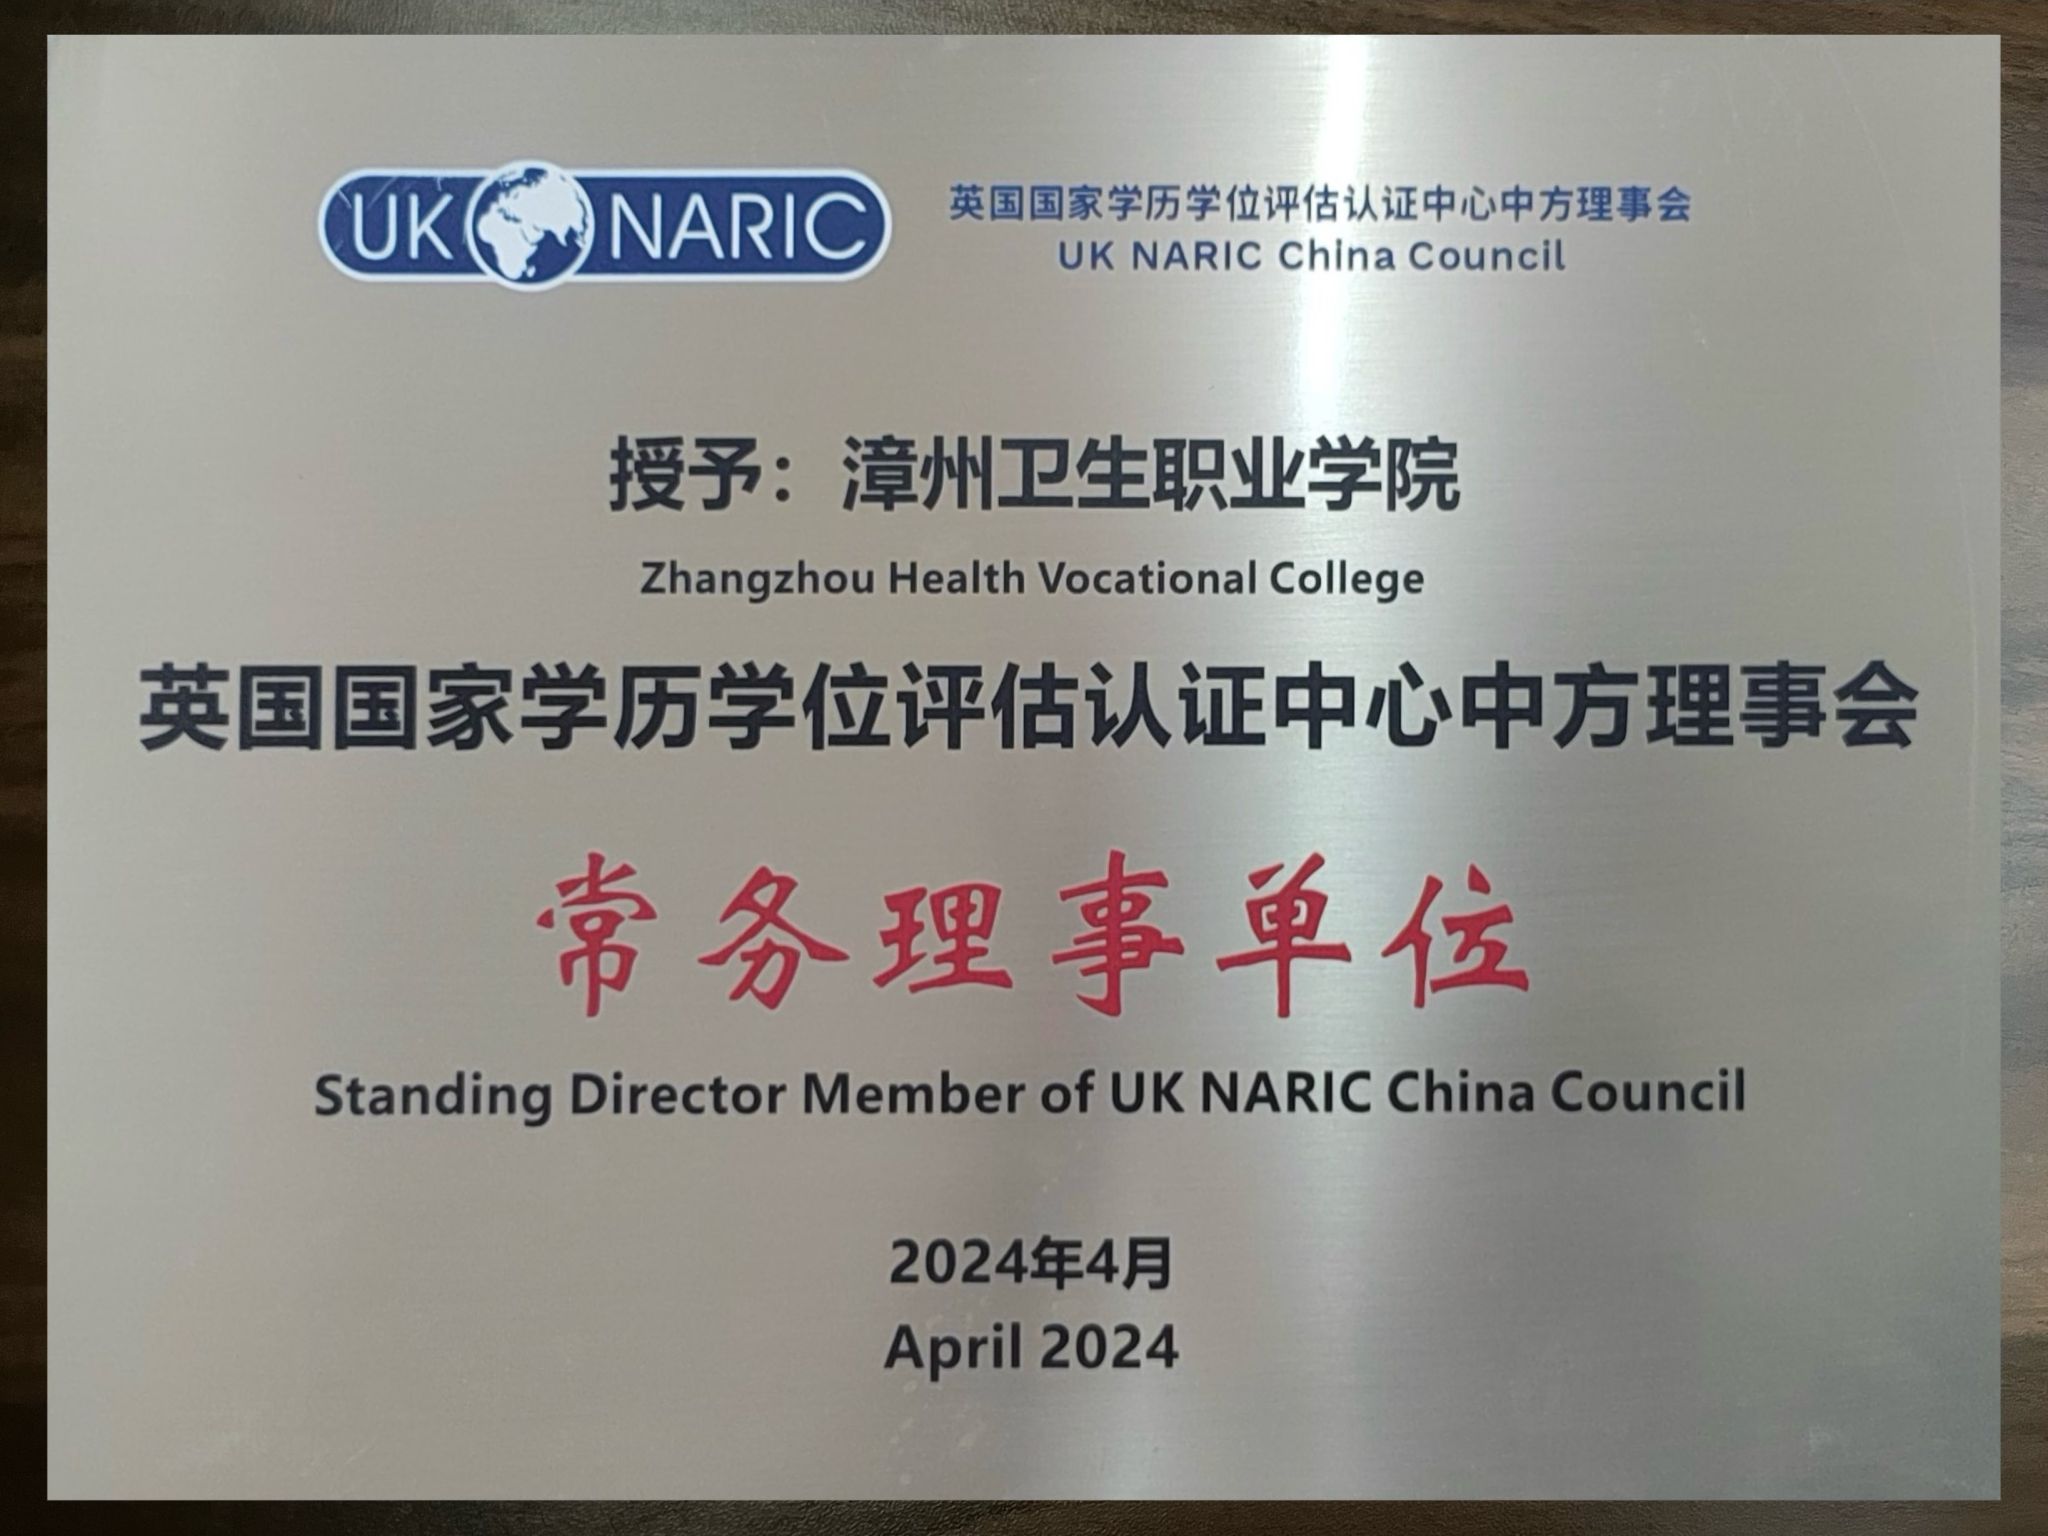 UK NARIC
英国国家学历学位评估认证中心中方理事会
UK NARIC China Council
授予：漳州卫生职业学院
Zhangzhou Health Vocational College
英国国家学历学位评估认证中心中方理事会
常务理事单位
Standing Director Member of UK NARIC China Council
2024年4月
April 2024